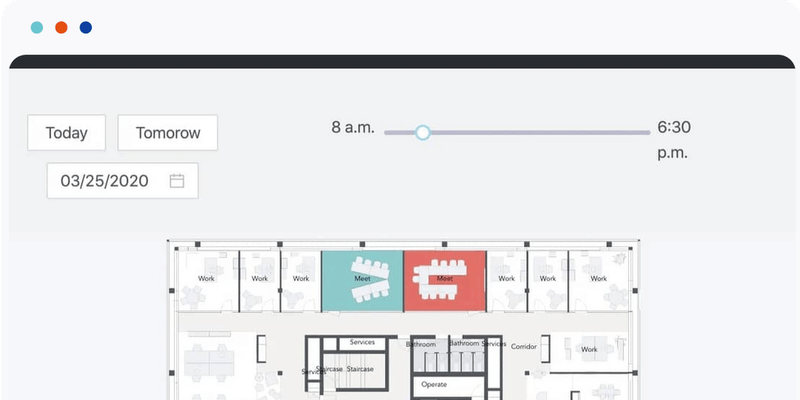 Today
Tomorow
8 a.m.
6:30
p.m.
03/25/2020
Work
Work
Work
Meet
Meet
Work
Work
Work
Services
Bathroom
Bathroom
Services
Corridor
Work
Services
Staircase
Staircase
Operate